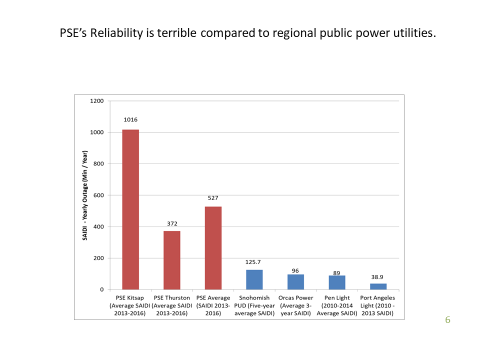 PSE's Reliability is terrible compared to regional public power utilities.
1200
1000
800
600
400
200
0
SAIDI - Yearly Outage (Min / Year)
1016
372
527
125.7
96
89
38.9
PSE Kitsap
(Average SAIDI
2013-2016)
PSE Thurston
(Average SAIDI
2013-2016)
PSE Average
(SAIDI 2013-
2016)
Snohomish
PUD (Five-year
average SAIDI)
Orcas Power
(Average 3-
year SAIDI)
Pen Light
(2010-2014
Average SAIDI)
Port Angeles
Light (2010 -
2013 SAIDI)
6